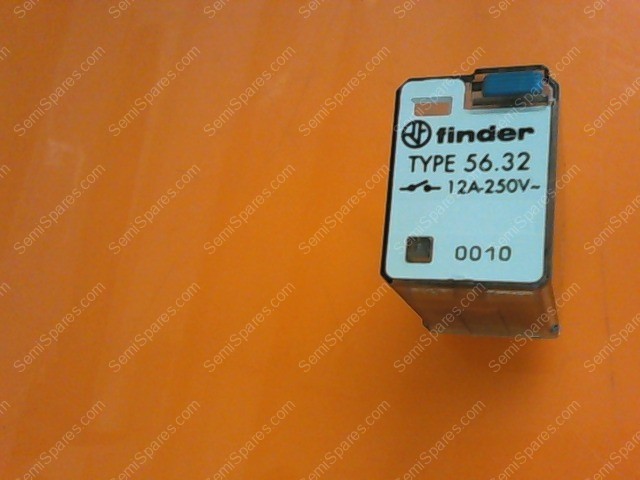 finder
TYPE 56.32
12A-250V~
0010
SemiSpares.com